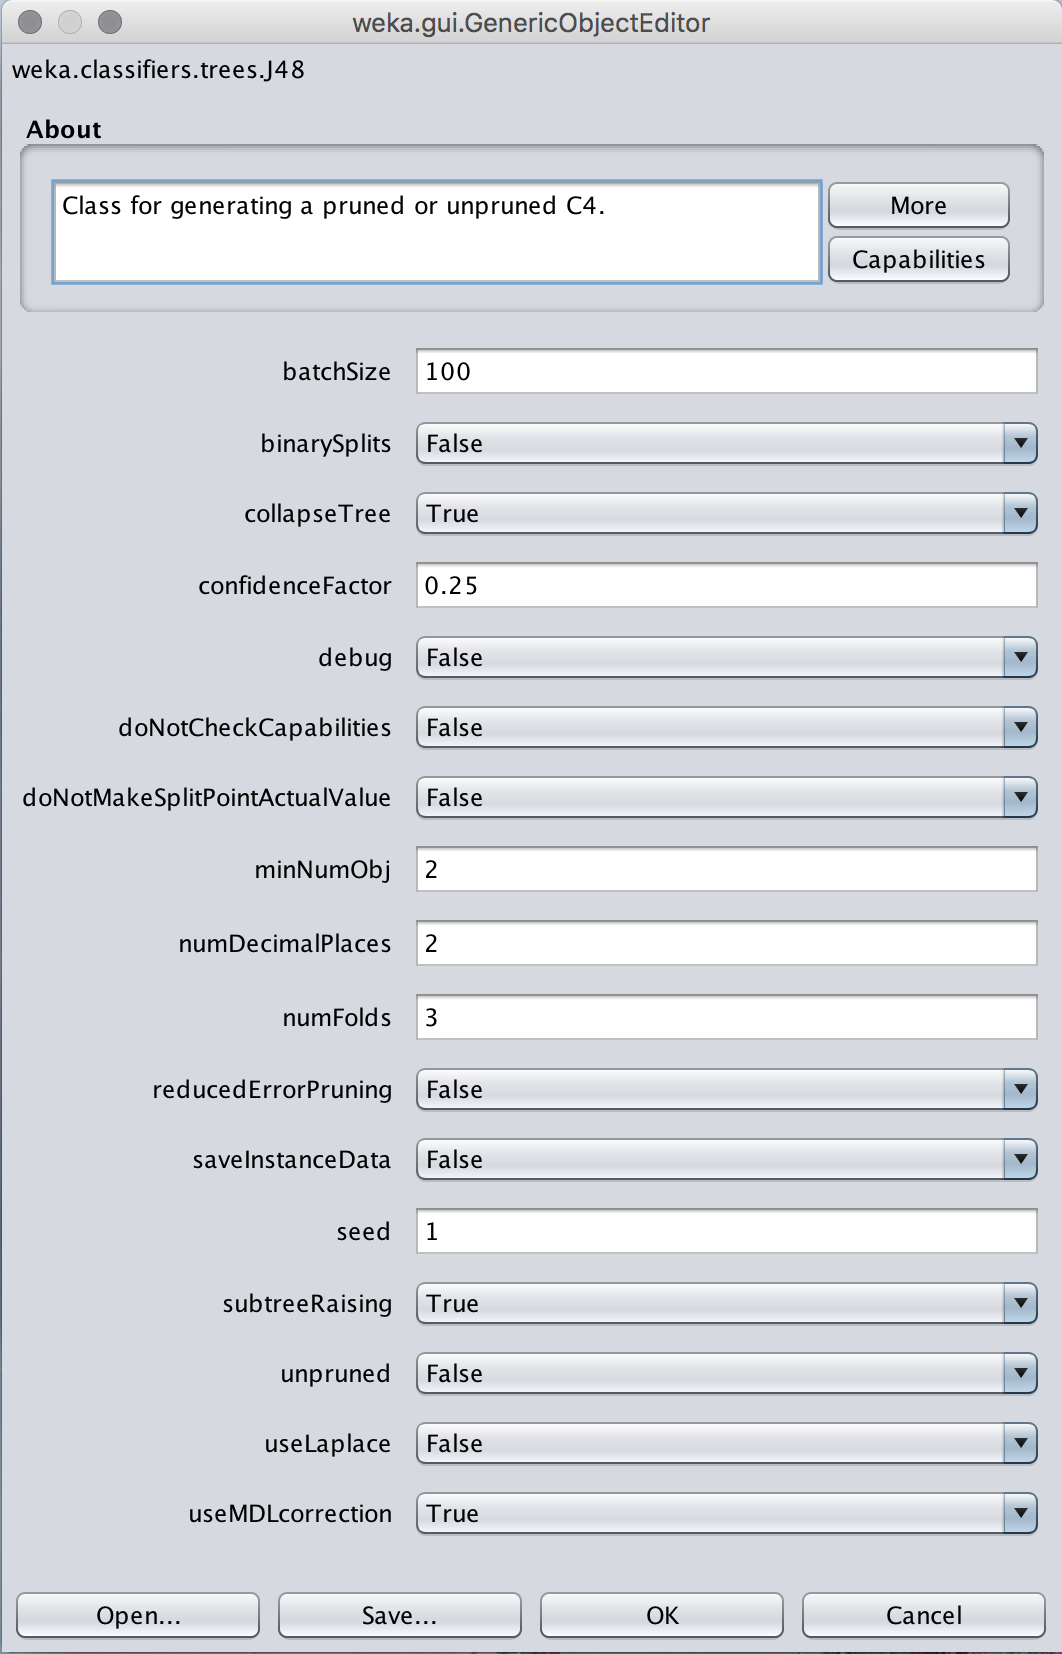 weka.gui.GenericObjectEditor
weka.classifiers.trees.J48
About
Class for generating a pruned or unpruned C4.
More
Capabilities
batchSize 100
binarySplits False
collapseTree True
confidenceFactor 0.25
debug False
doNotCheckCapabilities False
doNotMakeSplitPointActualValue False
minNumObj 2
numDecimalPlaces 2
numFolds 3
reducedErrorPruning False
saveInstanceData False
seed 1
subtreeRaising True
unpruned False
useLaplace False
useMDLcorrection True
Open... Save... OK Cancel